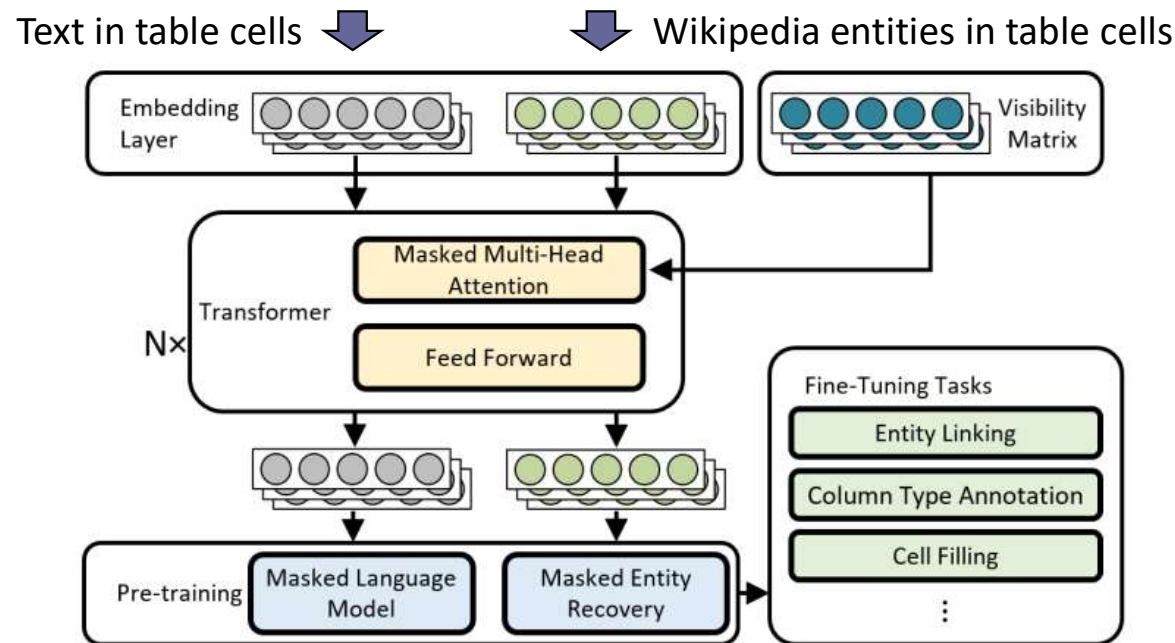 Text in table cells
Wikipedia entities in table cells
Embedding
Layer
Visibility
Matrix
Masked Multi-Head
Attention
Transformer
N×
Feed Forward
Fine-Tuning Tasks
Entity Linking
Column Type Annotation
Cell Filling
⋮
Pre-training
Masked Language
Model
Masked Entity
Recovery